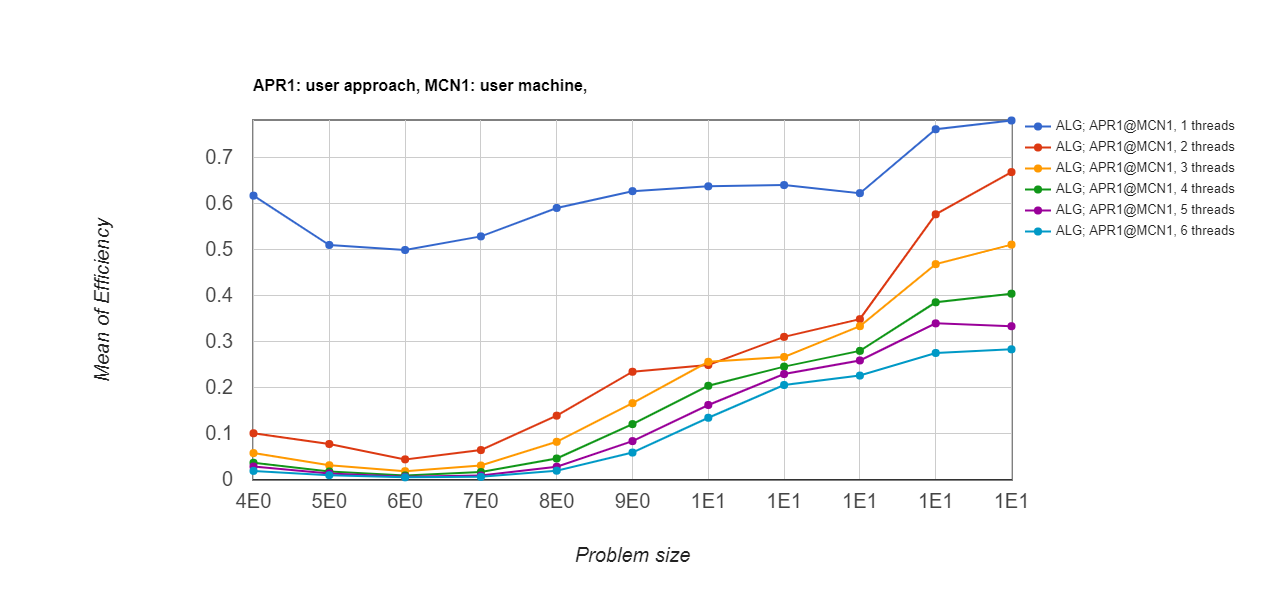 APR1: user approach, MCN1: user machine,
ALG; APR1@MCN1, 1 threads
ALG; APR1@MCN1, 2 threads
ALG; APR1@MCN1, 3 threads
ALG; APR1@MCN1, 4 threads
ALG; APR1@MCN1, 5 threads
ALG; APR1@MCN1, 6 threads
Mean of Efficiency
0.7
0.6
0.5
0.4
0.3
0.2
0.1
0
4E0 5E0 6E0 7E0 8E0 9E0 1E1 1E1 1E1 1E1 1E1
Problem size